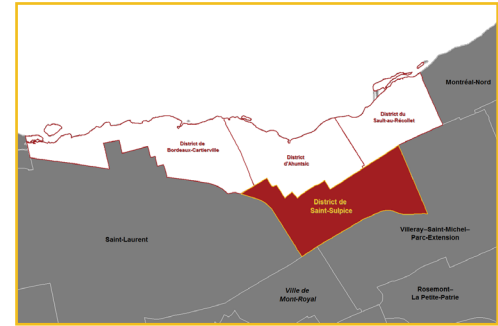 Montréal-Nord
District du
Sault-au-Récollet
District de
Bordeaux-Cartierville
District
d'Ahuntsic
District de
Saint-Sulpice
Saint-Laurent
Villeray–Saint-Michel–
Parc-Extension
Ville de
Mont-Royal
Rosemont–
La Petite-Patrie